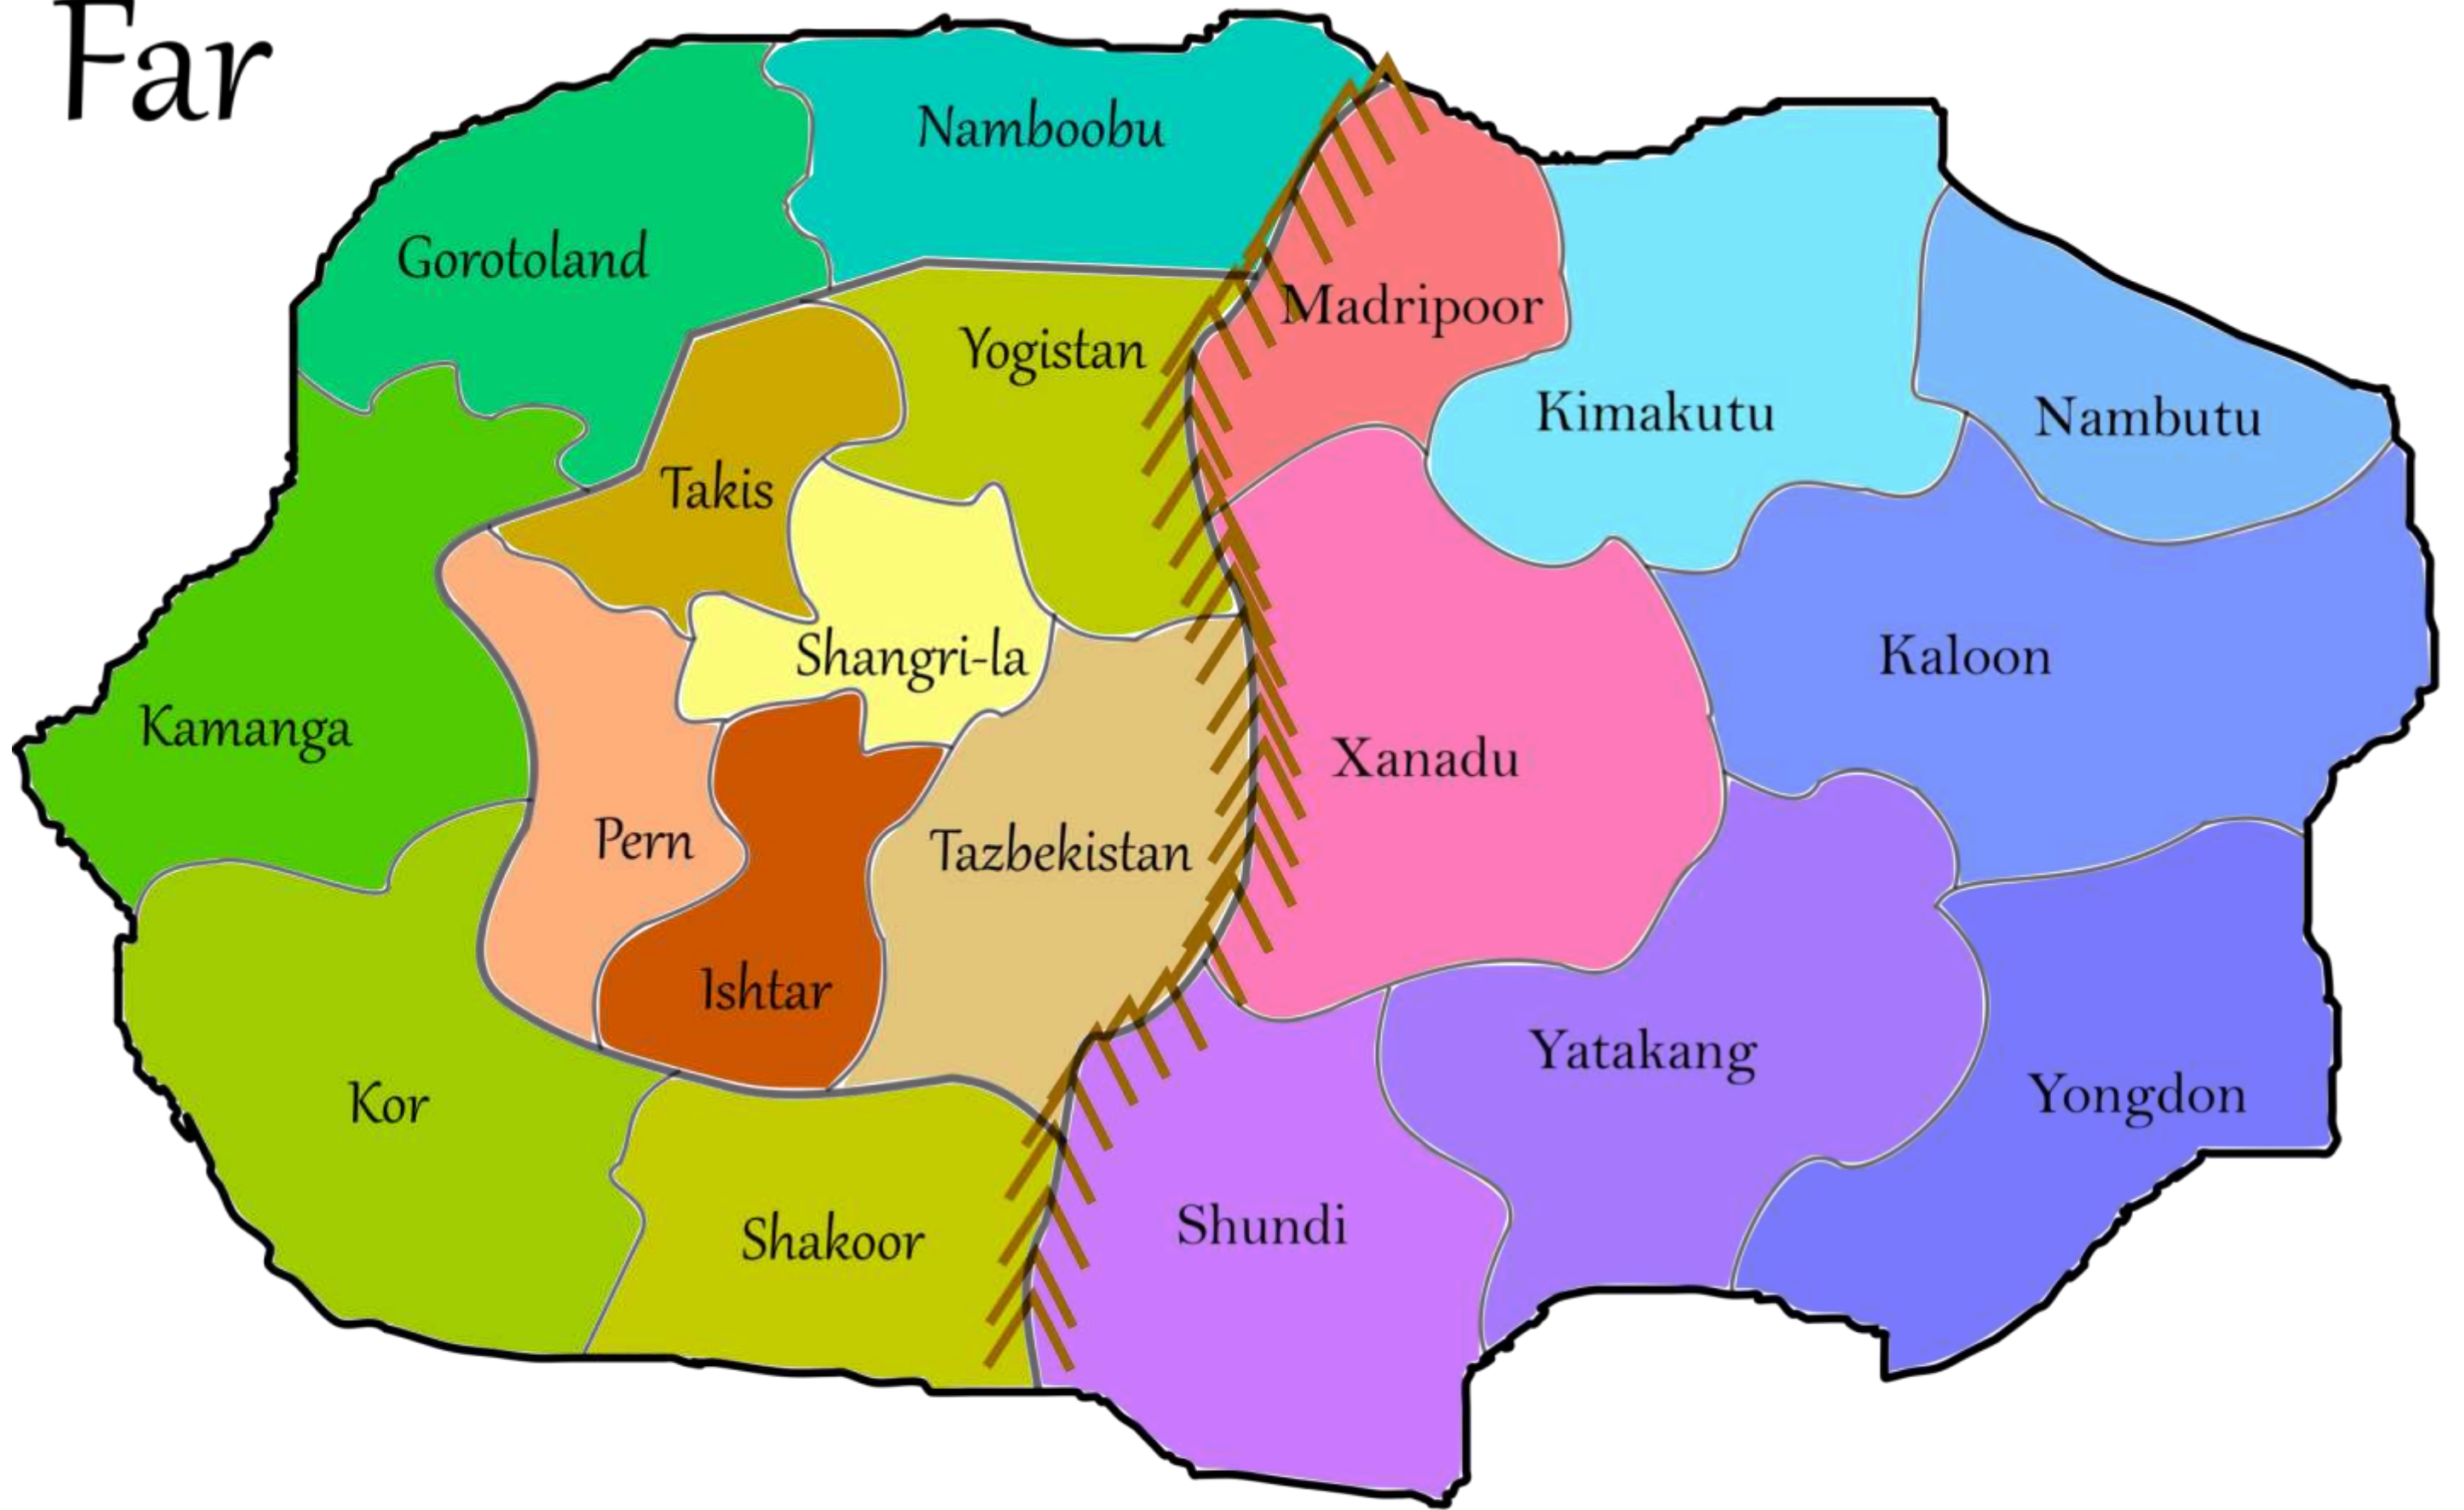 Far
Namboobu
Gorotoland
Madripoor
Yogistan
Kimakutu
Nambutu
Takis
Shangri-la
Kaloon
Kamanga
Xanadu
Pern
Tazbekistan
Ishtar
Yatakang
Kor
Yongdon
Shakoor
Shundi